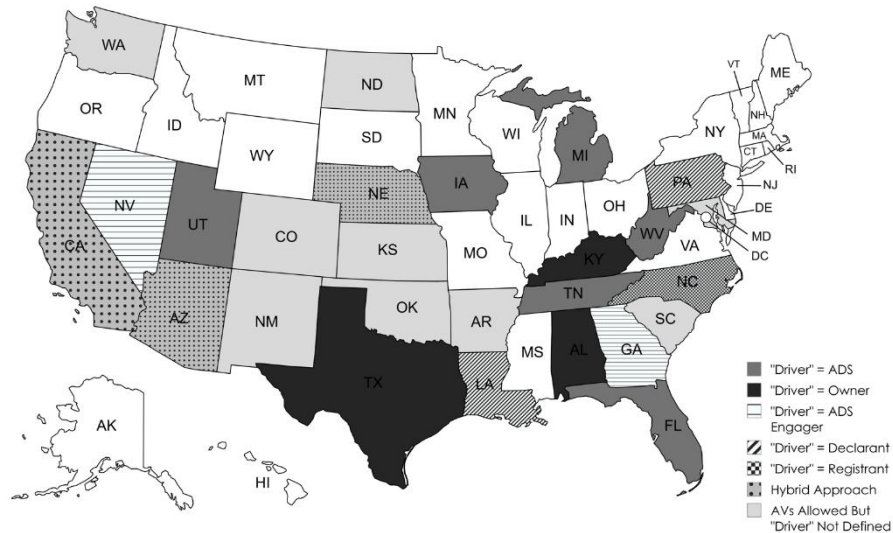 WA
OR
ID
MT
WY
ND
SD
MN
WI
MI
NE
IA
NV
UT
CA
AZ
CO
NM
KS
OK
TX
MO
AR
LA
IL
IN
OH
KY
TN
MS
AL
GA
FL
SC
NC
VA
WV
PA
NY
VT
NH
ME
MA
CT
RI
NJ
DE
MD
DC
AK
HI
"Driver" = ADS
"Driver" = Owner
"Driver" = ADS
Engager
"Driver" = Declarant
"Driver" = Registrant
Hybrid Approach
AVs Allowed But
"Driver" Not Defined